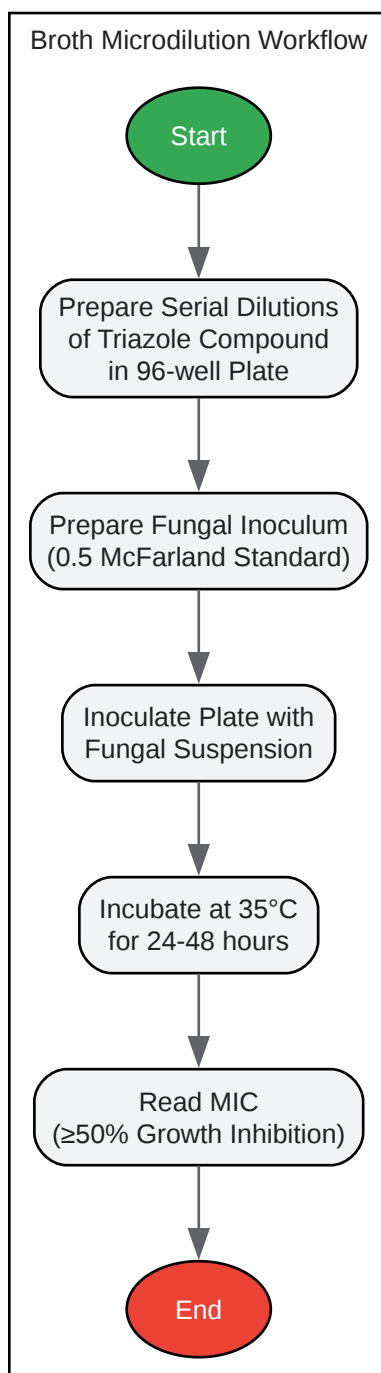 Broth Microdilution Workflow
Start
Prepare Serial Dilutions
of Triazole Compound
in 96-well Plate
Prepare Fungal Inoculum
(0.5 McFarland Standard)
Inoculate Plate with
Fungal Suspension
Incubate at 35°C
for 24-48 hours
Read MIC
(≥50% Growth Inhibition)
End